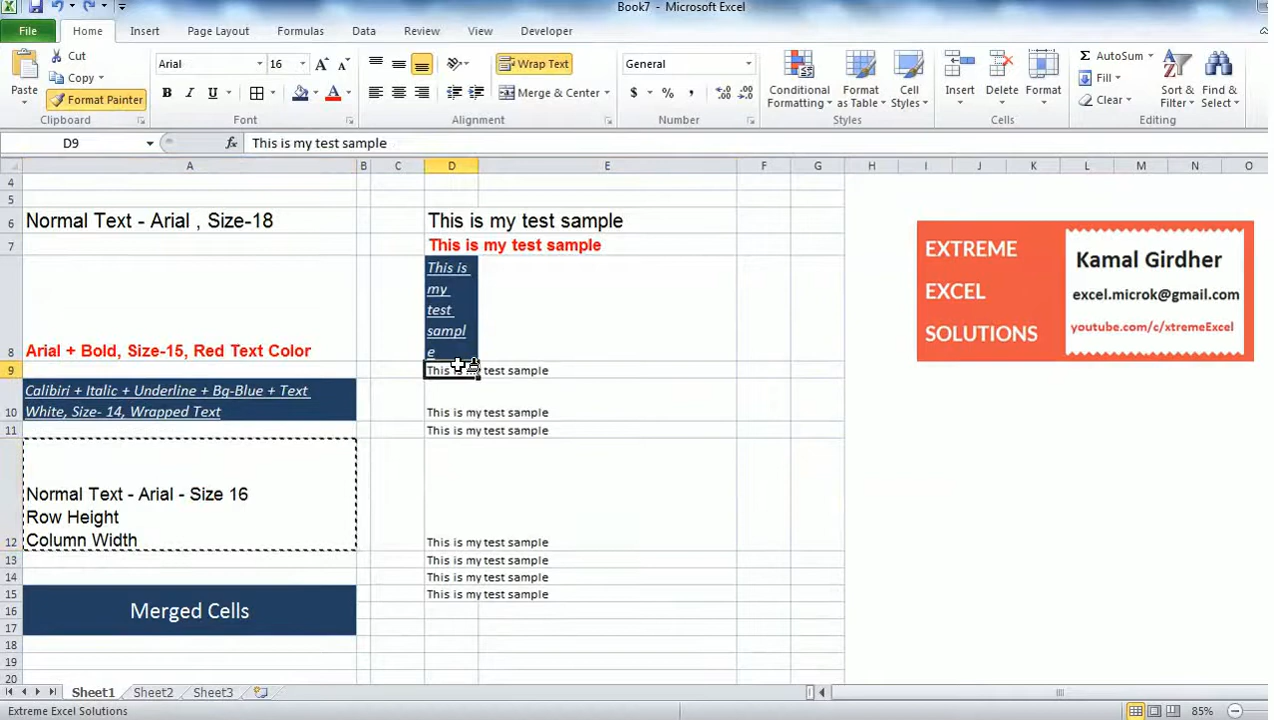 Book7 - Microsoft Excel
File Home Insert Page Layout Formulas Data Review View Developer
Paste
Cut
Copy
Format Painter
Clipboard
Arial 16
B I U
Font
Wrap Text
Merge & Center
Alignment
General
$ % ,
Number
Conditional Formatting
Format as Table
Cell Styles
Styles
Insert Delete Format
Cells
AutoSum
Fill
Clear
Sort & Filter
Find & Select
Editing
D9 fx This is my test sample
A B C D E F G H I J K L M N O
4
5
6 Normal Text - Arial , Size-18 This is my test sample
7 This is my test sample
This is
my
test
sampl
e
8 Arial + Bold, Size-15, Red Text Color
9 This is my test sample
Calibiri + Italic + Underline + Bg-Blue + Text
White, Size- 14, Wrapped Text
10 This is my test sample
11 This is my test sample
Normal Text - Arial - Size 16
Row Height
Column Width
12 This is my test sample
13 This is my test sample
14 This is my test sample
15 This is my test sample
16 Merged Cells
17
18
19
20
EXTREME
EXCEL
SOLUTIONS
Kamal Girdher
excel.microk@gmail.com
youtube.com/c/xtremeExcel
Sheet1 Sheet2 Sheet3
Extreme Excel Solutions
85%